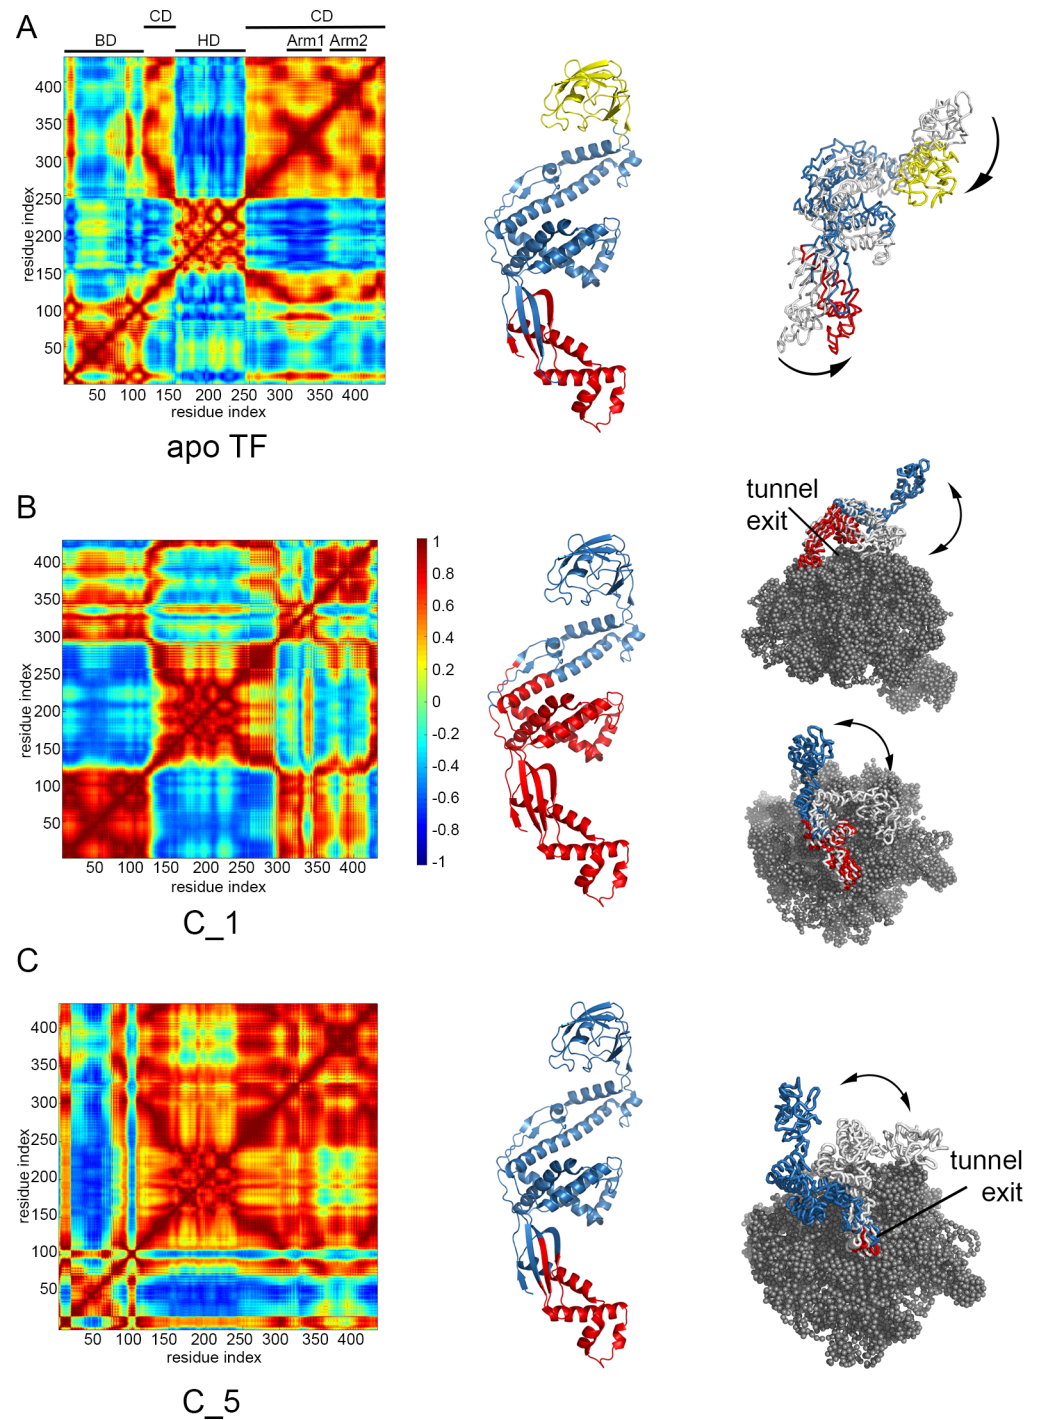 A
CD
CD
BD
HD
Arm1
Arm2
400
350
300
250
200
150
100
50
residue index
50 100 150 200 250 300 350 400
residue index
apo TF
B
tunnel
exit
400
350
300
250
200
150
100
50
residue index
50 100 150 200 250 300 350 400
residue index
1
0.8
0.6
0.4
0.2
0
-0.2
-0.4
-0.6
-0.8
-1
C_1
C
400
350
300
250
200
150
100
50
residue index
50 100 150 200 250 300 350 400
residue index
tunnel
exit
C_5